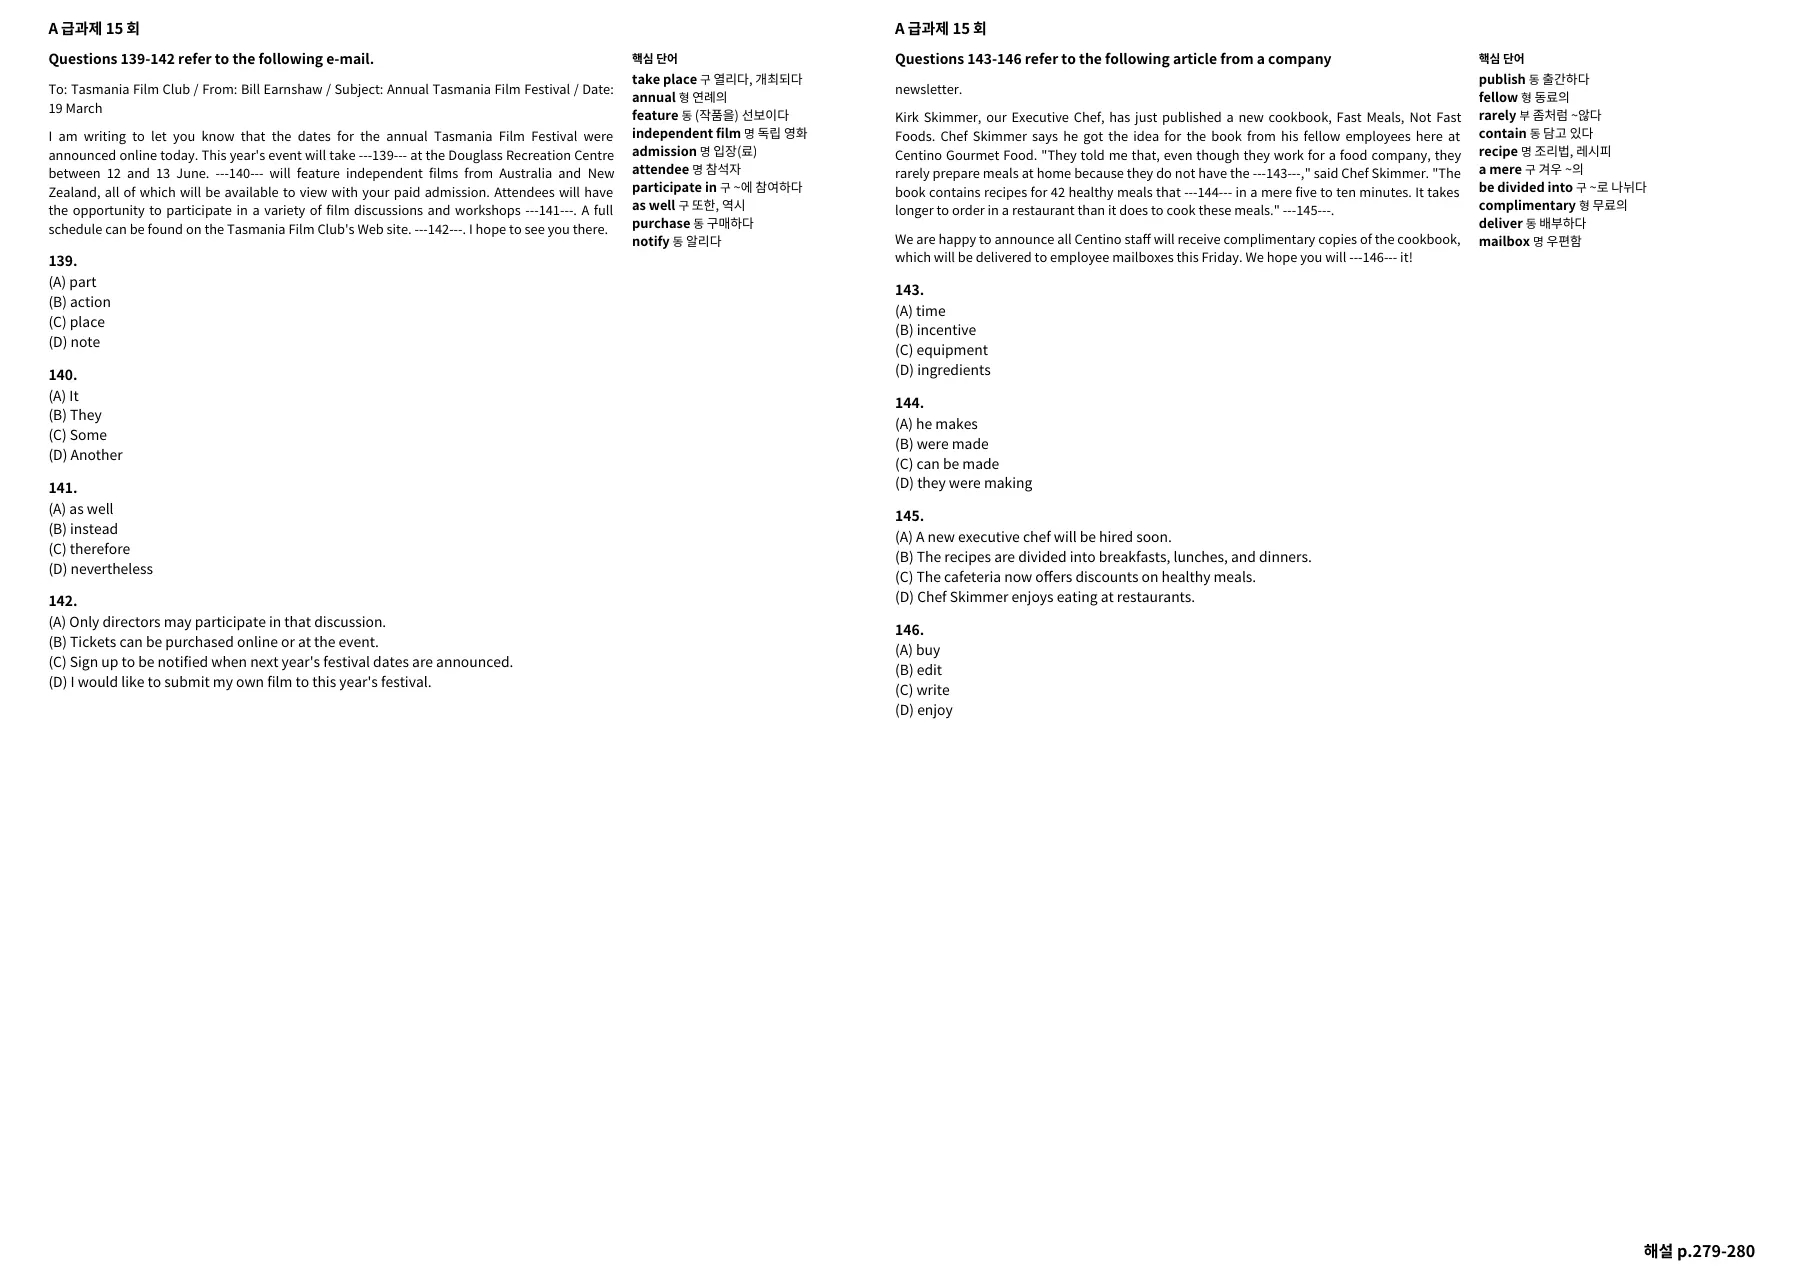 A 급과제 15 회
Questions 139-142 refer to the following e-mail.
To: Tasmania Film Club / From: Bill Earnshaw / Subject: Annual Tasmania Film Festival / Date:
19 March
I am writing to let you know that the dates for the annual Tasmania Film Festival were
announced online today. This year's event will take ---139--- at the Douglass Recreation Centre
between 12 and 13 June. ---140--- will feature independent films from Australia and New
Zealand, all of which will be available to view with your paid admission. Attendees will have
the opportunity to participate in a variety of film discussions and workshops ---141---. A full
schedule can be found on the Tasmania Film Club's Web site. ---142---. I hope to see you there.
139.
(A) part
(B) action
(C) place
(D) note
140.
(A) It
(B) They
(C) Some
(D) Another
141.
(A) as well
(B) instead
(C) therefore
(D) nevertheless
142.
(A) Only directors may participate in that discussion.
(B) Tickets can be purchased online or at the event.
(C) Sign up to be notified when next year's festival dates are announced.
(D) I would like to submit my own film to this year's festival.
핵심 단어
take place 구 열리다, 개최되다
annual 형 연례의
feature 동 (작품을) 선보이다
independent film 명 독립 영화
admission 명 입장(료)
attendee 명 참석자
participate in 구 ~에 참여하다
as well 구 또한, 역시
purchase 동 구매하다
notify 동 알리다
A 급과제 15 회
Questions 143-146 refer to the following article from a company
newsletter.
Kirk Skimmer, our Executive Chef, has just published a new cookbook, Fast Meals, Not Fast
Foods. Chef Skimmer says he got the idea for the book from his fellow employees here at
Centino Gourmet Food. "They told me that, even though they work for a food company, they
rarely prepare meals at home because they do not have the ---143---," said Chef Skimmer. "The
book contains recipes for 42 healthy meals that ---144--- in a mere five to ten minutes. It takes
longer to order in a restaurant than it does to cook these meals." ---145---.
We are happy to announce all Centino staff will receive complimentary copies of the cookbook,
which will be delivered to employee mailboxes this Friday. We hope you will ---146--- it!
143.
(A) time
(B) incentive
(C) equipment
(D) ingredients
144.
(A) he makes
(B) were made
(C) can be made
(D) they were making
145.
(A) A new executive chef will be hired soon.
(B) The recipes are divided into breakfasts, lunches, and dinners.
(C) The cafeteria now offers discounts on healthy meals.
(D) Chef Skimmer enjoys eating at restaurants.
146.
(A) buy
(B) edit
(C) write
(D) enjoy
핵심 단어
publish 동 출간하다
fellow 형 동료의
rarely 부 좀처럼 ~않다
contain 동 담고 있다
recipe 명 조리법, 레시피
a mere 구 겨우 ~의
be divided into 구 ~로 나뉘다
complimentary 형 무료의
deliver 동 배부하다
mailbox 명 우편함
해설 p.279-280